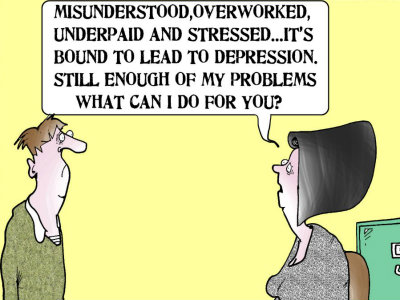 MISUNDERSTOOD,OVERWORKED,
UNDERPAID AND STRESSED...IT'S
BOUND TO LEAD TO DEPRESSION.
STILL ENOUGH OF MY PROBLEMS
WHAT CAN I DO FOR YOU?